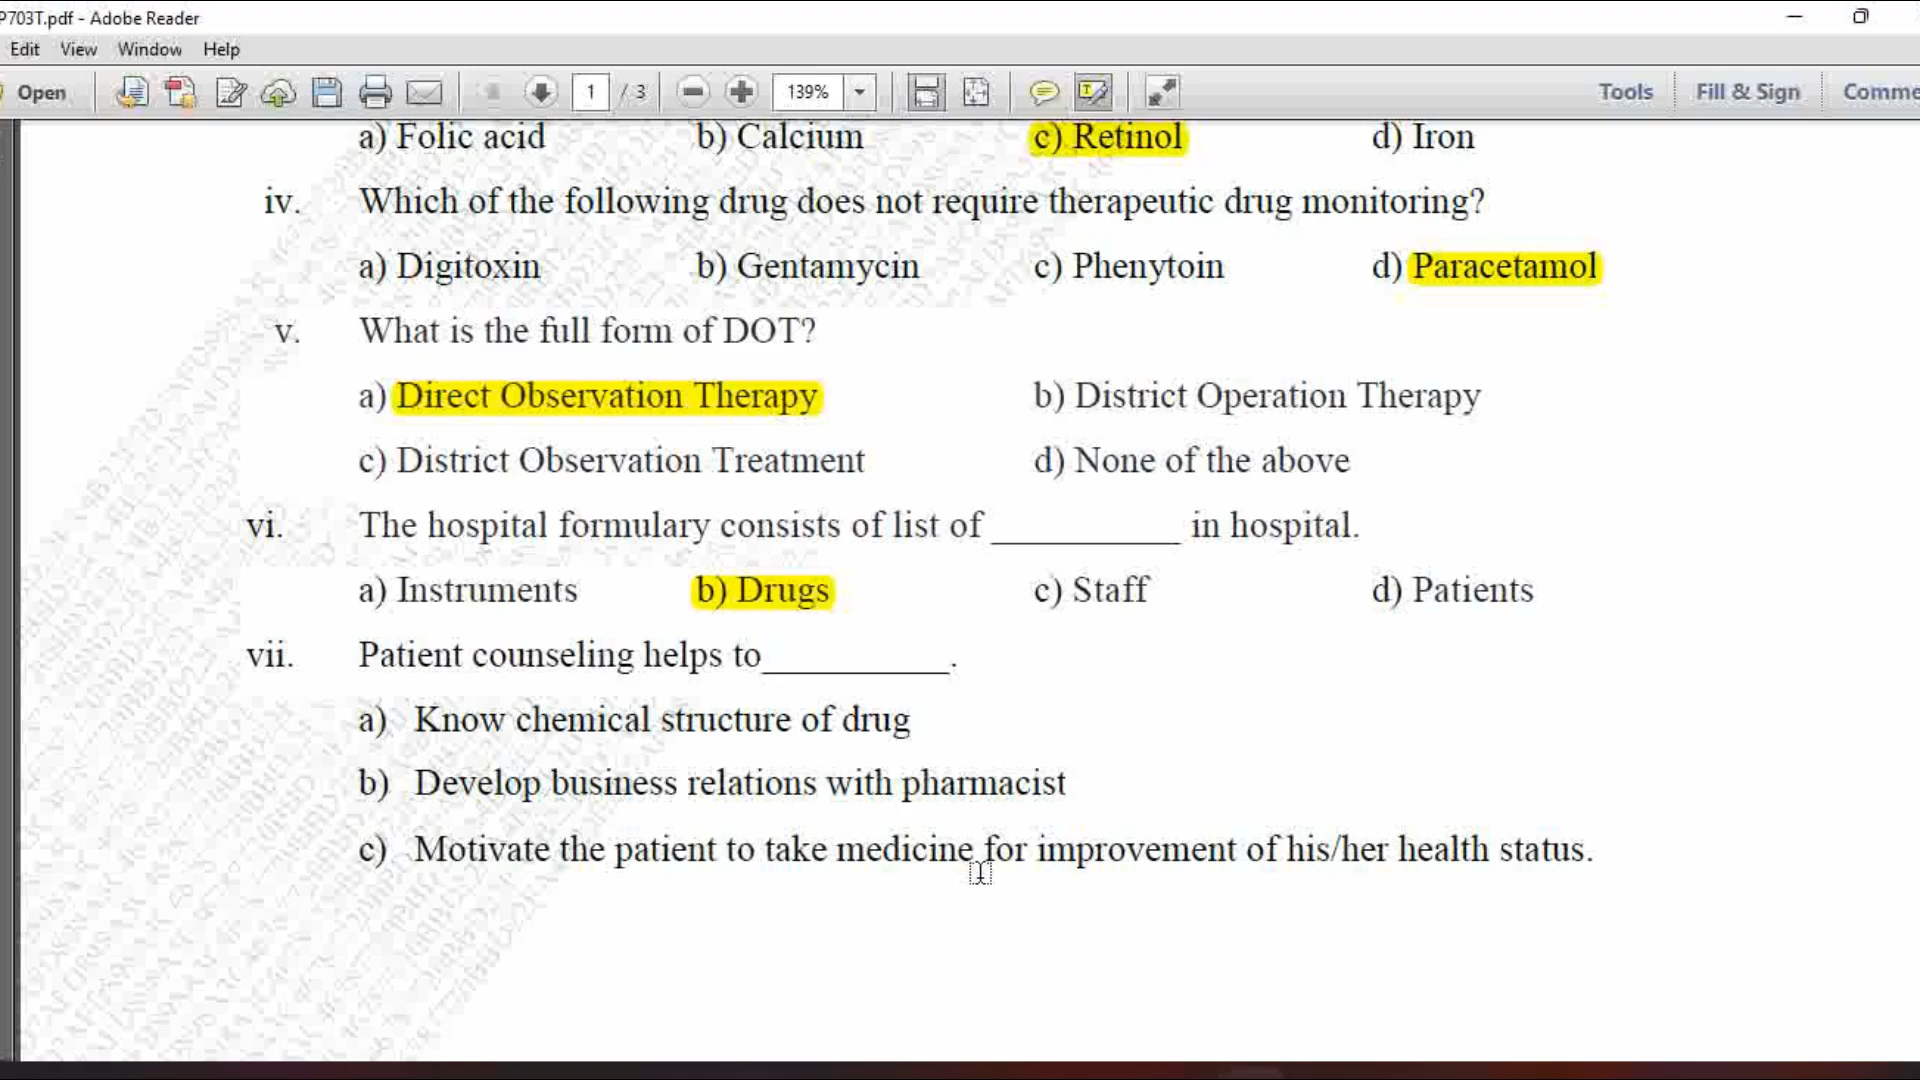 P703T.pdf - Adobe Reader
Edit View Window Help
Open 1 / 3 139% Tools Fill & Sign Comme
a) Folic acid b) Calcium c) Retinol d) Iron
iv. Which of the following drug does not require therapeutic drug monitoring?
a) Digitoxin b) Gentamycin c) Phenytoin d) Paracetamol
v. What is the full form of DOT?
a) Direct Observation Therapy b) District Operation Therapy
c) District Observation Treatment d) None of the above
vi. The hospital formulary consists of list of __________ in hospital.
a) Instruments b) Drugs c) Staff d) Patients
vii. Patient counseling helps to__________.
a) Know chemical structure of drug
b) Develop business relations with pharmacist
c) Motivate the patient to take medicine for improvement of his/her health status.